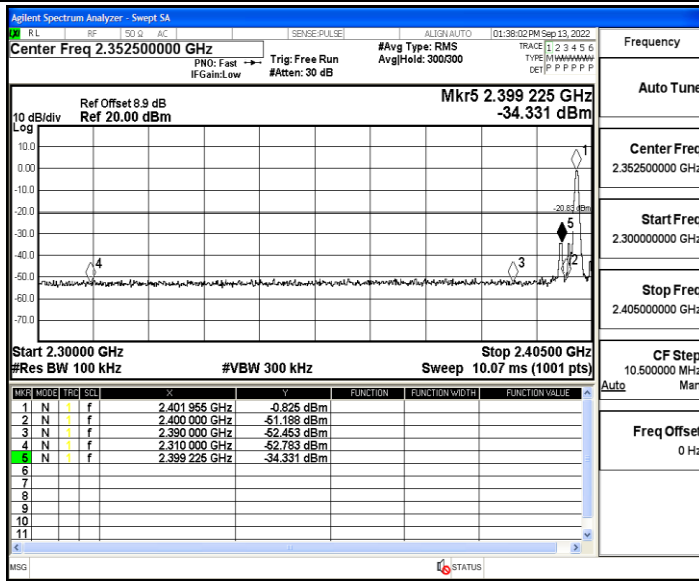 Agilent Spectrum Analyzer - Swept SA
LXI RL RF 50 Ω AC SENSE:PULSE ALIGN AUTO 01:38:02 PM Sep 13, 2022
Center Freq 2.352500000 GHz
PNO: Fast
IFGain:Low
Trig: Free Run
#Atten: 30 dB
#Avg Type: RMS
Avg|Hold: 300/300
TRACE 1 2 3 4 5 6
TYPE M
DET P P P P P P
Ref Offset 8.9 dB
10 dB/div Ref 20.00 dBm
Log
Mkr5 2.399 225 GHz
-34.331 dBm
10.0
0.00
-10.0
-20.0
-30.0
-40.0
-50.0
-60.0
-70.0
1
-20.83 dBm
5
4
3
2
Start 2.30000 GHz Stop 2.40500 GHz
#Res BW 100 kHz #VBW 300 kHz Sweep 10.07 ms (1001 pts)
MKR MODE TRC SCL X Y FUNCTION FUNCTION WIDTH FUNCTION VALUE
1 N 1 f 2.401 955 GHz -0.825 dBm
2 N 1 f 2.400 000 GHz -51.188 dBm
3 N 1 f 2.390 000 GHz -52.453 dBm
4 N 1 f 2.310 000 GHz -52.783 dBm
5 N 1 f 2.399 225 GHz -34.331 dBm
6
7
8
9
10
11
MSG STATUS
Frequency
Auto Tune
Center Freq
2.352500000 GHz
Start Freq
2.300000000 GHz
Stop Freq
2.405000000 GHz
CF Step
10.500000 MHz
Auto Man
Freq Offset
0 Hz